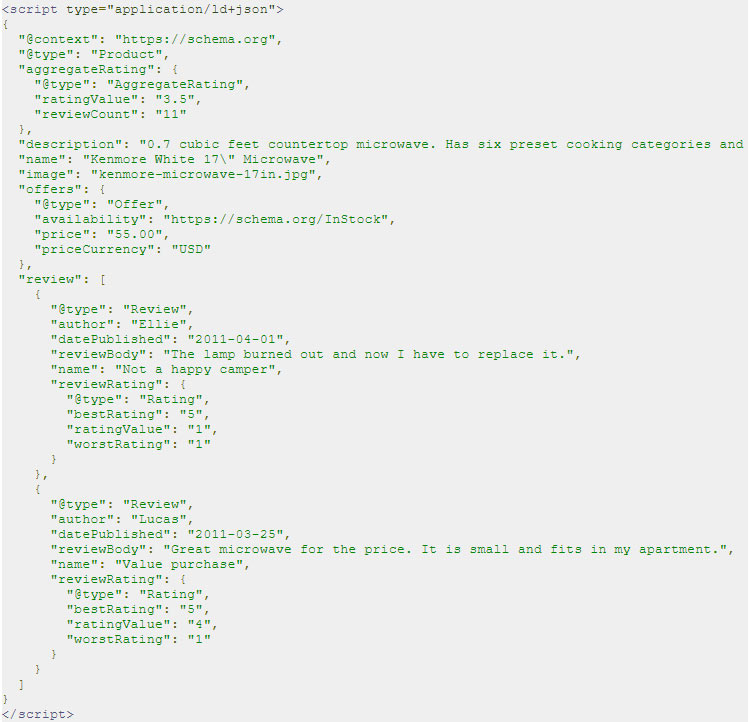 <script type="application/ld+json">
{
  "@context": "https://schema.org",
  "@type": "Product",
  "aggregateRating": {
    "@type": "AggregateRating",
    "ratingValue": "3.5",
    "reviewCount": "11"
  },
  "description": "0.7 cubic feet countertop microwave. Has six preset cooking categories and
  "name": "Kenmore White 17\" Microwave",
  "image": "kenmore-microwave-17in.jpg",
  "offers": {
    "@type": "Offer",
    "availability": "https://schema.org/InStock",
    "price": "55.00",
    "priceCurrency": "USD"
  },
  "review": [
    {
      "@type": "Review",
      "author": "Ellie",
      "datePublished": "2011-04-01",
      "reviewBody": "The lamp burned out and now I have to replace it.",
      "name": "Not a happy camper",
      "reviewRating": {
        "@type": "Rating",
        "bestRating": "5",
        "ratingValue": "1",
        "worstRating": "1"
      }
    },
    {
      "@type": "Review",
      "author": "Lucas",
      "datePublished": "2011-03-25",
      "reviewBody": "Great microwave for the price. It is small and fits in my apartment.",
      "name": "Value purchase",
      "reviewRating": {
        "@type": "Rating",
        "bestRating": "5",
        "ratingValue": "4",
        "worstRating": "1"
      }
    }
  ]
}
</script>